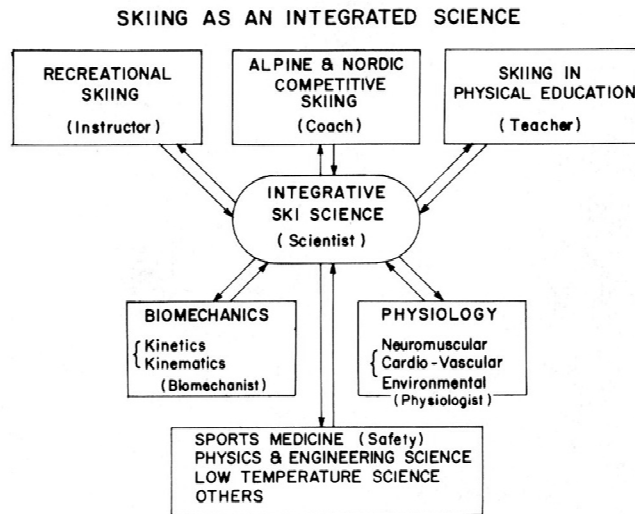 SKIING AS AN INTEGRATED SCIENCE
RECREATIONAL
SKIING
(Instructor)
ALPINE & NORDIC
COMPETITIVE
SKIING
(Coach)
SKIING IN
PHYSICAL EDUCATION
(Teacher)
INTEGRATIVE
SKI SCIENCE
(Scientist)
BIOMECHANICS
Kinetics
Kinematics
(Biomechanist)
PHYSIOLOGY
Neuromuscular
Cardio-Vascular
Environmental
(Physiologist)
SPORTS MEDICINE (Safety)
PHYSICS & ENGINEERING SCIENCE
LOW TEMPERATURE SCIENCE
OTHERS